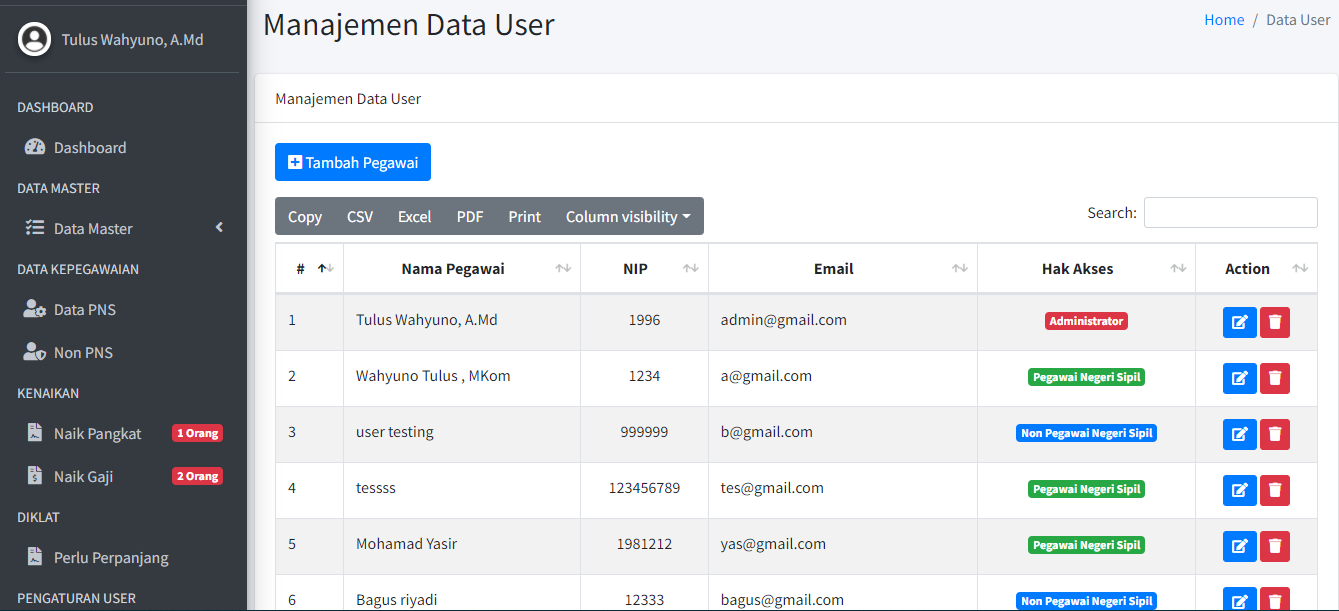 Tulus Wahyuno, A.Md
DASHBOARD
Dashboard
DATA MASTER
Data Master
DATA KEPEGAWAIAN
Data PNS
Non PNS
KENAIKAN
Naik Pangkat 1 Orang
Naik Gaji 2 Orang
DIKLAT
Perlu Perpanjang
PENGATURAN USER
Manajemen Data User
Home / Data User
Manajemen Data User
Tambah Pegawai
Copy CSV Excel PDF Print Column visibility
Search:
# Nama Pegawai NIP Email Hak Akses Action
1 Tulus Wahyuno, A.Md 1996 admin@gmail.com Administrator
2 Wahyuno Tulus , MKom 1234 a@gmail.com Pegawai Negeri Sipil
3 user testing 999999 b@gmail.com Non Pegawai Negeri Sipil
4 tessss 123456789 tes@gmail.com Pegawai Negeri Sipil
5 Mohamad Yasir 1981212 yas@gmail.com Pegawai Negeri Sipil
6 Bagus riyadi 12333 bagus@gmail.com Non Pegawai Negeri Sipil